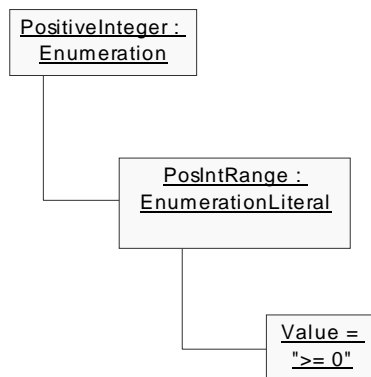 PositiveInteger :
Enumeration
PosIntRange :
EnumerationLiteral
Value =
">= 0"